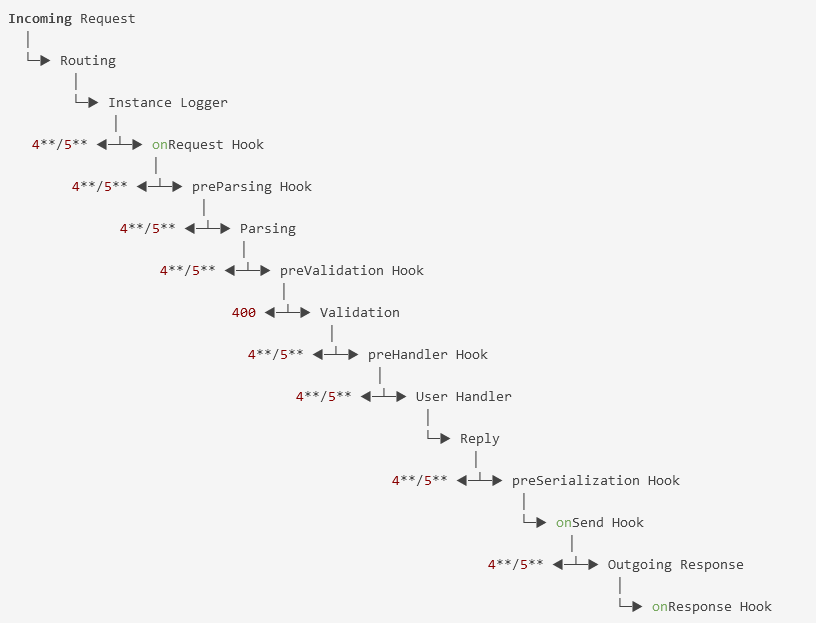 Incoming Request
│
└─▶ Routing
│
└─▶ Instance Logger
│
4**/5** ◀─┴─▶ onRequest Hook
│
4**/5** ◀─┴─▶ preParsing Hook
│
4**/5** ◀─┴─▶ Parsing
│
4**/5** ◀─┴─▶ preValidation Hook
│
400 ◀─┴─▶ Validation
│
4**/5** ◀─┴─▶ preHandler Hook
│
4**/5** ◀─┴─▶ User Handler
│
└─▶ Reply
│
4**/5** ◀─┴─▶ preSerialization Hook
│
└─▶ onSend Hook
│
4**/5** ◀─┴─▶ Outgoing Response
│
└─▶ onResponse Hook